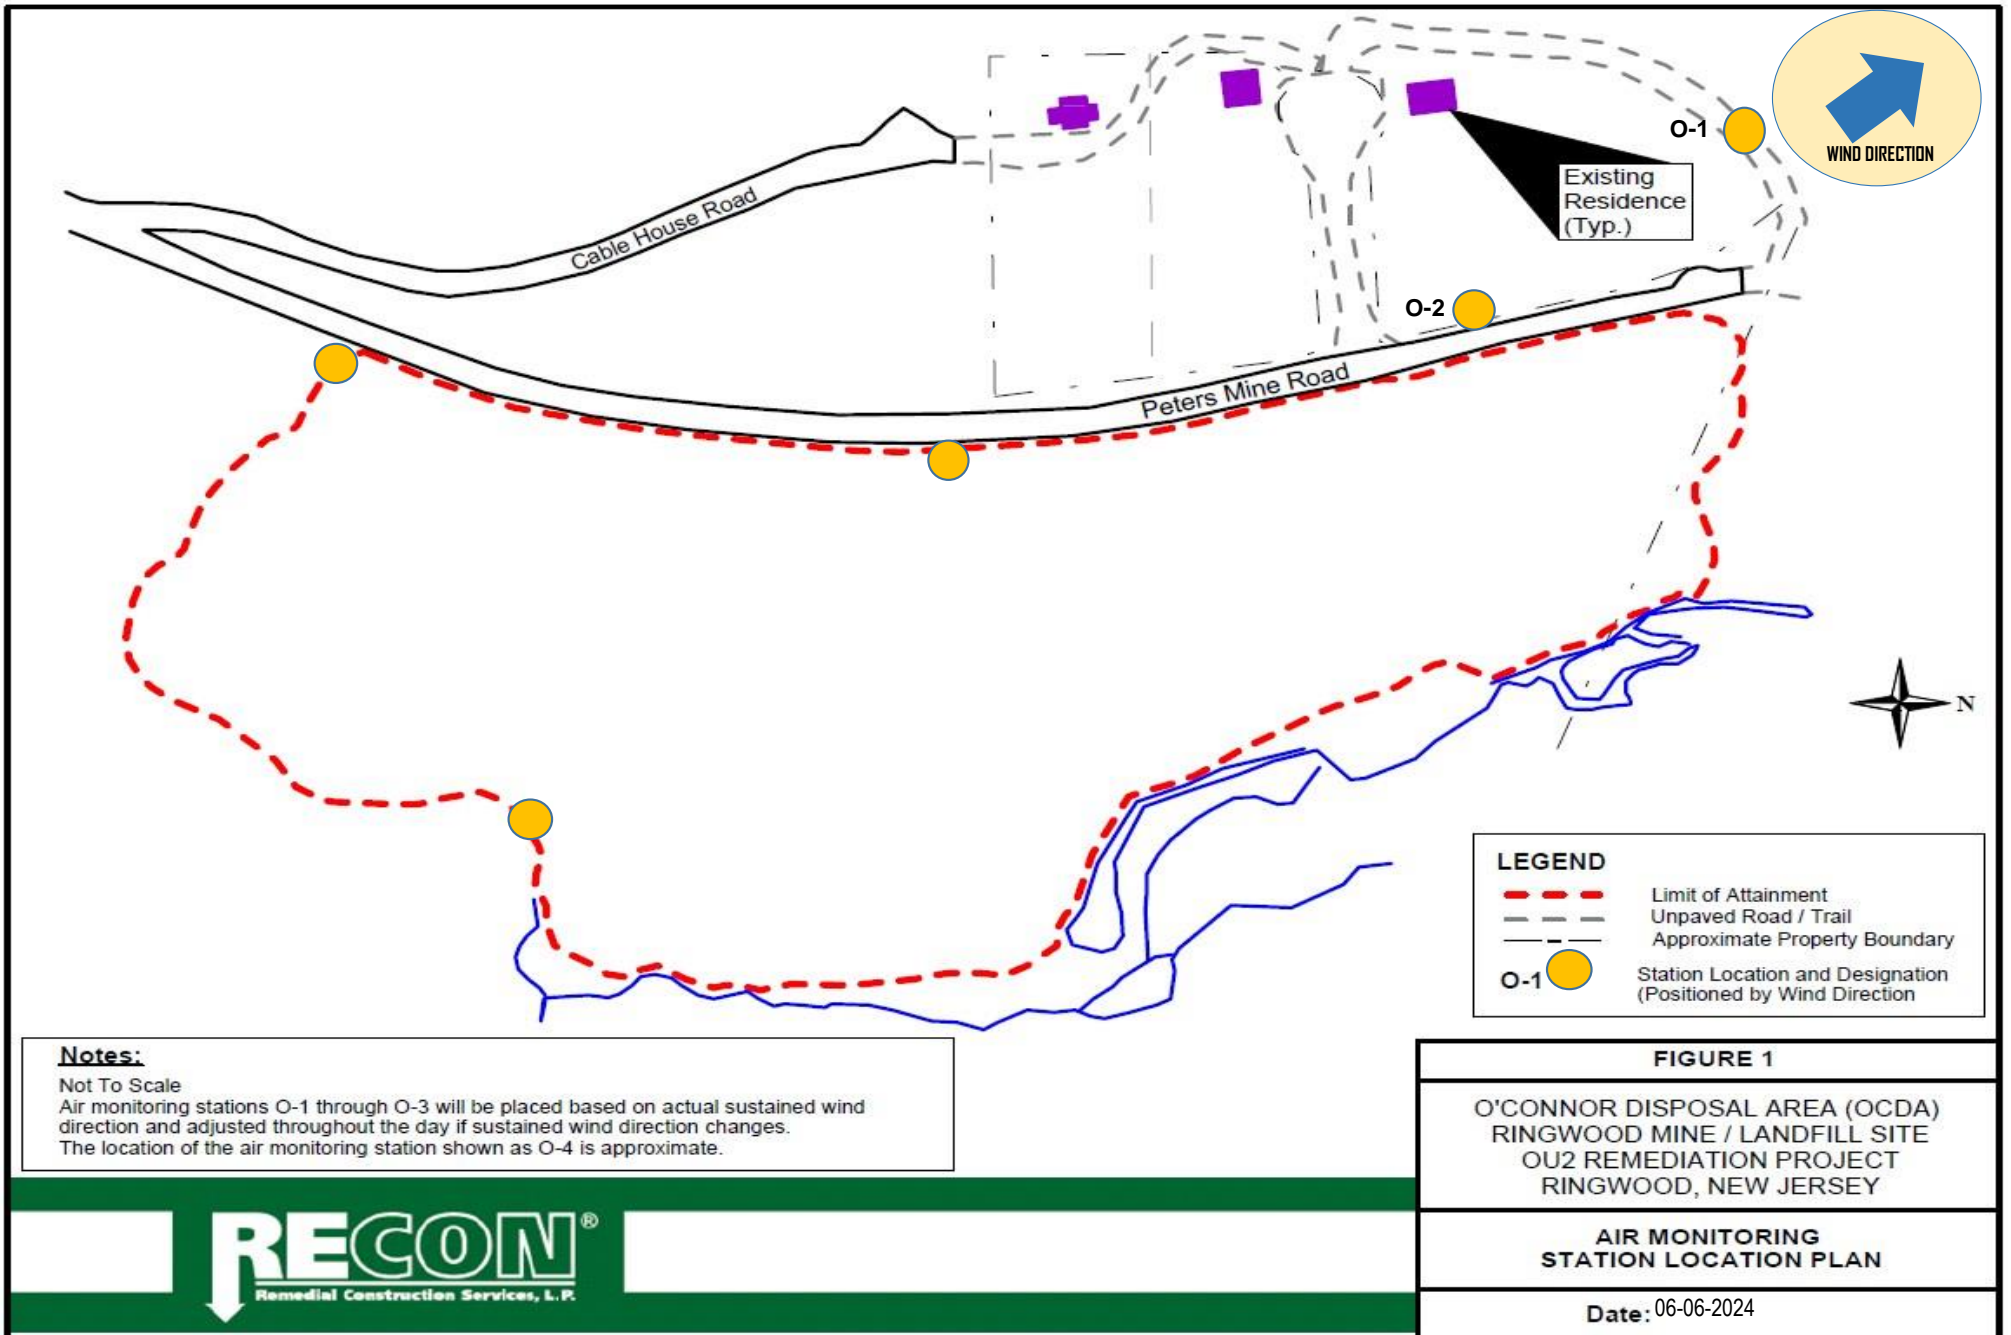 WIND DIRECTION
O-1
Existing
Residence
(Typ.)
Cable House Road
O-2
Peters Mine Road
N
LEGEND
Limit of Attainment
Unpaved Road / Trail
Approximate Property Boundary
O-1
Station Location and Designation
(Positioned by Wind Direction
Notes:
Not To Scale
Air monitoring stations O-1 through O-3 will be placed based on actual sustained wind
direction and adjusted throughout the day if sustained wind direction changes.
The location of the air monitoring station shown as O-4 is approximate.
FIGURE 1
O'CONNOR DISPOSAL AREA (OCDA)
RINGWOOD MINE / LANDFILL SITE
OU2 REMEDIATION PROJECT
RINGWOOD, NEW JERSEY
AIR MONITORING
STATION LOCATION PLAN
Date: 06-06-2024
RECON®
Remedial Construction Services, L.P.